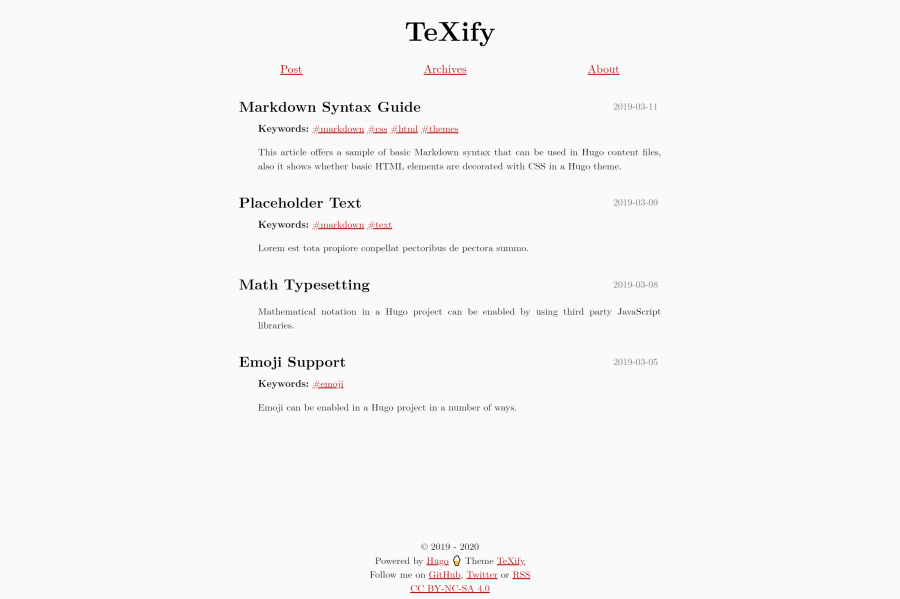 TeXify
Post Archives About
Markdown Syntax Guide 2019-03-11
Keywords: #markdown #css #html #themes
This article offers a sample of basic Markdown syntax that can be used in Hugo content files,
also it shows whether basic HTML elements are decorated with CSS in a Hugo theme.
Placeholder Text 2019-03-09
Keywords: #markdown #text
Lorem est tota propiore conpellat pectoribus de pectora summo.
Math Typesetting 2019-03-08
Mathematical notation in a Hugo project can be enabled by using third party JavaScript
libraries.
Emoji Support 2019-03-05
Keywords: #emoji
Emoji can be enabled in a Hugo project in a number of ways.
© 2019 - 2020
Powered by Hugo Theme TeXify
Follow me on GitHub, Twitter or RSS
CC BY-NC-SA 4.0